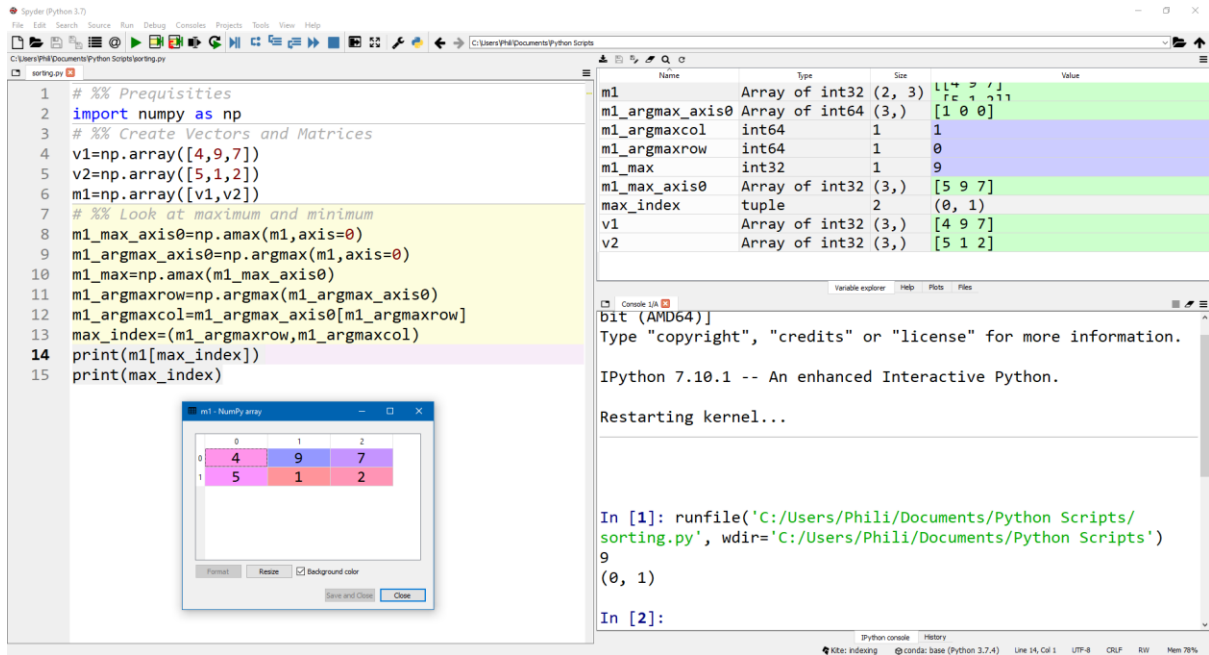 Spyder (Python 3.7)
File Edit Search Source Run Debug Consoles Projects Tools View Help
C:\Users\Phili\Documents\Python Scripts
C:\Users\Phili\Documents\Python Scripts\sorting.py
sorting.py
1 # %% Prequisities
2 import numpy as np
3 # %% Create Vectors and Matrices
4 v1=np.array([4,9,7])
5 v2=np.array([5,1,2])
6 m1=np.array([v1,v2])
7 # %% Look at maximum and minimum
8 m1_max_axis0=np.amax(m1,axis=0)
9 m1_argmax_axis0=np.argmax(m1,axis=0)
10 m1_max=np.amax(m1_max_axis0)
11 m1_argmaxrow=np.argmax(m1_argmax_axis0)
12 m1_argmaxcol=m1_argmax_axis0[m1_argmaxrow]
13 max_index=(m1_argmaxrow,m1_argmaxcol)
14 print(m1[max_index])
15 print(max_index)
m1 - NumPy array
0 1 2
0 4 9 7
1 5 1 2
Format Resize Background color
Save and Close Close
Name Type Size Value
m1 Array of int32 (2, 3) [[4 9 7]
[5 1 2]]
m1_argmax_axis0 Array of int64 (3,) [1 0 0]
m1_argmaxcol int64 1 1
m1_argmaxrow int64 1 0
m1_max int32 1 9
m1_max_axis0 Array of int32 (3,) [5 9 7]
max_index tuple 2 (0, 1)
v1 Array of int32 (3,) [4 9 7]
v2 Array of int32 (3,) [5 1 2]
Variable explorer Help Plots Files
Console 1/A
bit (AMD64)]
Type "copyright", "credits" or "license" for more information.
IPython 7.10.1 -- An enhanced Interactive Python.
Restarting kernel...
In [1]: runfile('C:/Users/Phili/Documents/Python Scripts/
sorting.py', wdir='C:/Users/Phili/Documents/Python Scripts')
9
(0, 1)
In [2]:
IPython console History
Kite: indexing conda: base (Python 3.7.4) Line 14, Col 1 UTF-8 CRLF RW Mem 78%